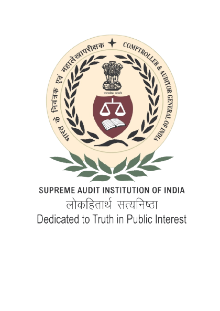 भारत के नियंत्रक एवं महालेखापरीक्षक
COMPTROLLER & AUDITOR GENERAL OF INDIA
SUPREME AUDIT INSTITUTION OF INDIA
लोकहितार्थ सत्यनिष्ठा
Dedicated to Truth in Public Interest